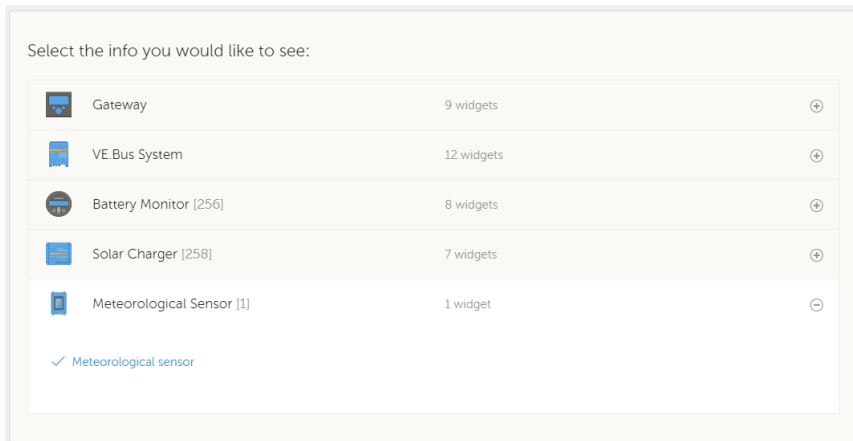 Select the info you would like to see:
Gateway 9 widgets
VE.Bus System 12 widgets
Battery Monitor [256] 8 widgets
Solar Charger [258] 7 widgets
Meteorological Sensor [1] 1 widget
Meteorological sensor